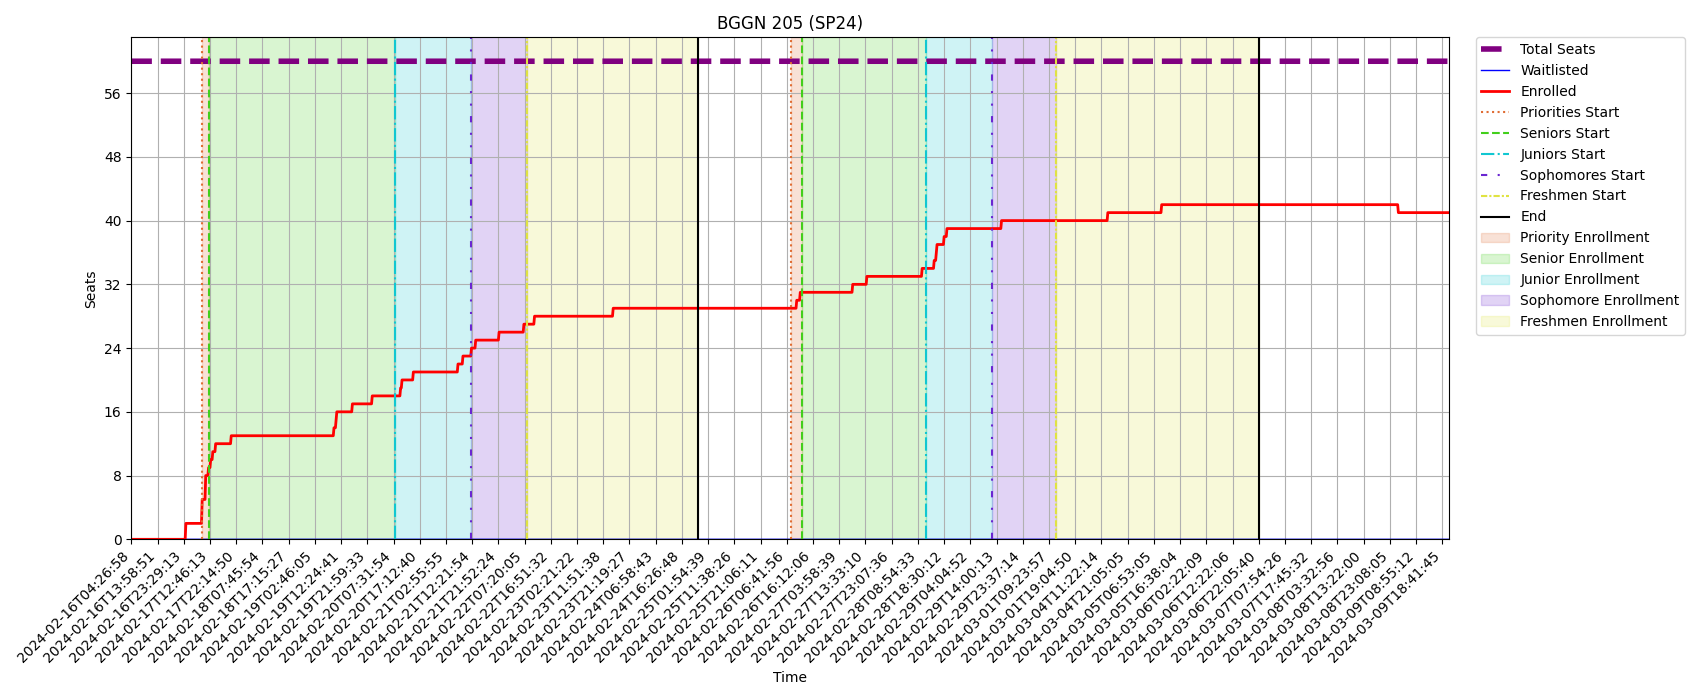 BGGN 205 (SP24)
Seats
56
48
40
32
24
16
8
0
2024-02-16T04:26:58
2024-02-16T13:58:51
2024-02-16T23:29:13
2024-02-17T12:46:13
2024-02-17T22:14:50
2024-02-18T07:45:54
2024-02-18T17:15:27
2024-02-19T02:46:05
2024-02-19T12:24:41
2024-02-19T21:59:33
2024-02-20T07:31:54
2024-02-20T17:12:40
2024-02-21T02:55:55
2024-02-21T12:21:54
2024-02-21T21:52:24
2024-02-22T07:20:05
2024-02-22T16:51:32
2024-02-23T02:21:22
2024-02-23T11:51:38
2024-02-23T21:19:27
2024-02-24T06:58:43
2024-02-24T16:26:48
2024-02-25T01:54:39
2024-02-25T11:38:26
2024-02-25T21:06:11
2024-02-26T06:41:56
2024-02-26T16:12:06
2024-02-27T03:58:39
2024-02-27T13:33:10
2024-02-27T23:07:36
2024-02-28T08:54:33
2024-02-28T18:30:12
2024-02-29T04:04:52
2024-02-29T14:00:13
2024-02-29T23:37:14
2024-03-01T09:23:57
2024-03-01T19:04:50
2024-03-04T11:22:14
2024-03-04T21:05:05
2024-03-05T06:53:05
2024-03-05T16:38:04
2024-03-06T02:22:09
2024-03-06T12:22:06
2024-03-06T22:05:40
2024-03-07T07:54:26
2024-03-07T17:45:32
2024-03-08T03:32:56
2024-03-08T13:22:00
2024-03-08T23:08:05
2024-03-09T08:55:12
2024-03-09T18:41:45
Time
Total Seats
Waitlisted
Enrolled
Priorities Start
Seniors Start
Juniors Start
Sophomores Start
Freshmen Start
End
Priority Enrollment
Senior Enrollment
Junior Enrollment
Sophomore Enrollment
Freshmen Enrollment